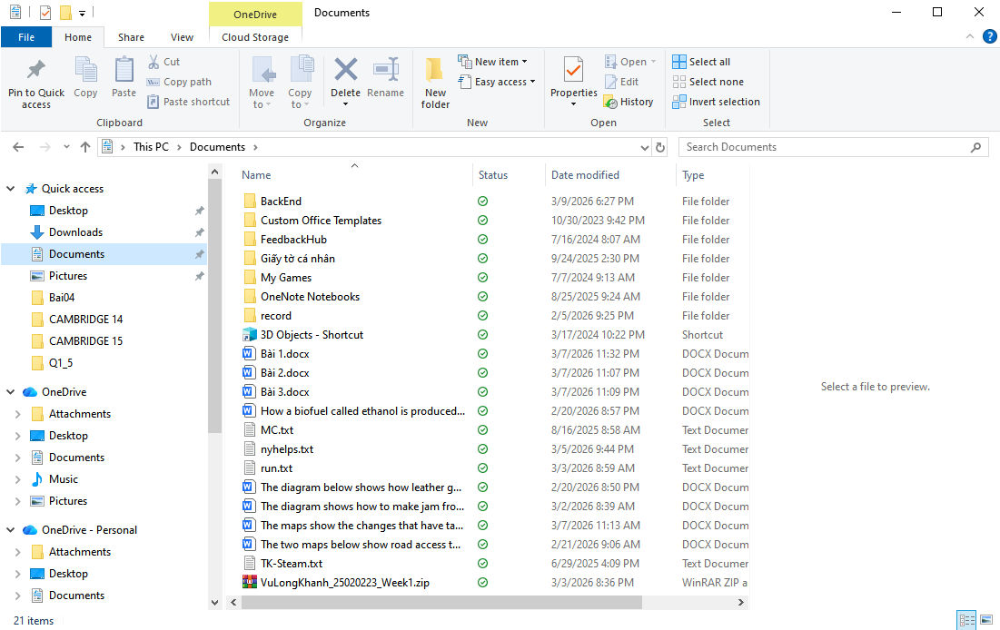 OneDrive Documents
File Home Share View Cloud Storage
Pin to Quick access
Copy
Paste
Cut
Copy path
Paste shortcut
Clipboard
Move to
Copy to
Delete
Rename
Organize
New folder
New item
Easy access
New
Properties
Open
Edit
History
Open
Select all
Select none
Invert selection
Select
This PC > Documents >
Search Documents
Quick access
Desktop
Downloads
Documents
Pictures
Bai04
CAMBRIDGE 14
CAMBRIDGE 15
Q1_5
OneDrive
Attachments
Desktop
Documents
Music
Pictures
OneDrive - Personal
Attachments
Desktop
Documents
Name Status Date modified Type
BackEnd 3/9/2026 6:27 PM File folder
Custom Office Templates 10/30/2023 9:42 PM File folder
FeedbackHub 7/16/2024 8:07 AM File folder
Giấy tờ cá nhân 9/24/2025 2:30 PM File folder
My Games 7/7/2024 9:13 AM File folder
OneNote Notebooks 8/25/2025 9:24 AM File folder
record 2/5/2026 9:25 PM File folder
3D Objects - Shortcut 3/17/2024 10:22 PM Shortcut
Bài 1.docx 3/7/2026 11:32 PM DOCX Docum
Bài 2.docx 3/7/2026 11:07 PM DOCX Docum
Bài 3.docx 3/7/2026 11:09 PM DOCX Docum
How a biofuel called ethanol is produced... 2/20/2026 8:57 PM DOCX Docum
MC.txt 8/16/2025 8:58 AM Text Documer
nyhelps.txt 3/5/2026 9:44 PM Text Documer
run.txt 3/3/2026 8:59 AM Text Documer
The diagram below shows how leather g... 2/20/2026 8:50 PM DOCX Docum
The diagram shows how to make jam fro... 3/2/2026 8:39 AM DOCX Docum
The maps show the changes that have ta... 3/7/2026 11:13 AM DOCX Docum
The two maps below show road access t... 2/21/2026 9:06 AM DOCX Docum
TK-Steam.txt 6/29/2025 4:09 PM Text Documer
VuLongKhanh_25020223_Week1.zip 3/3/2026 8:36 PM WinRAR ZIP a
Select a file to preview.
21 items